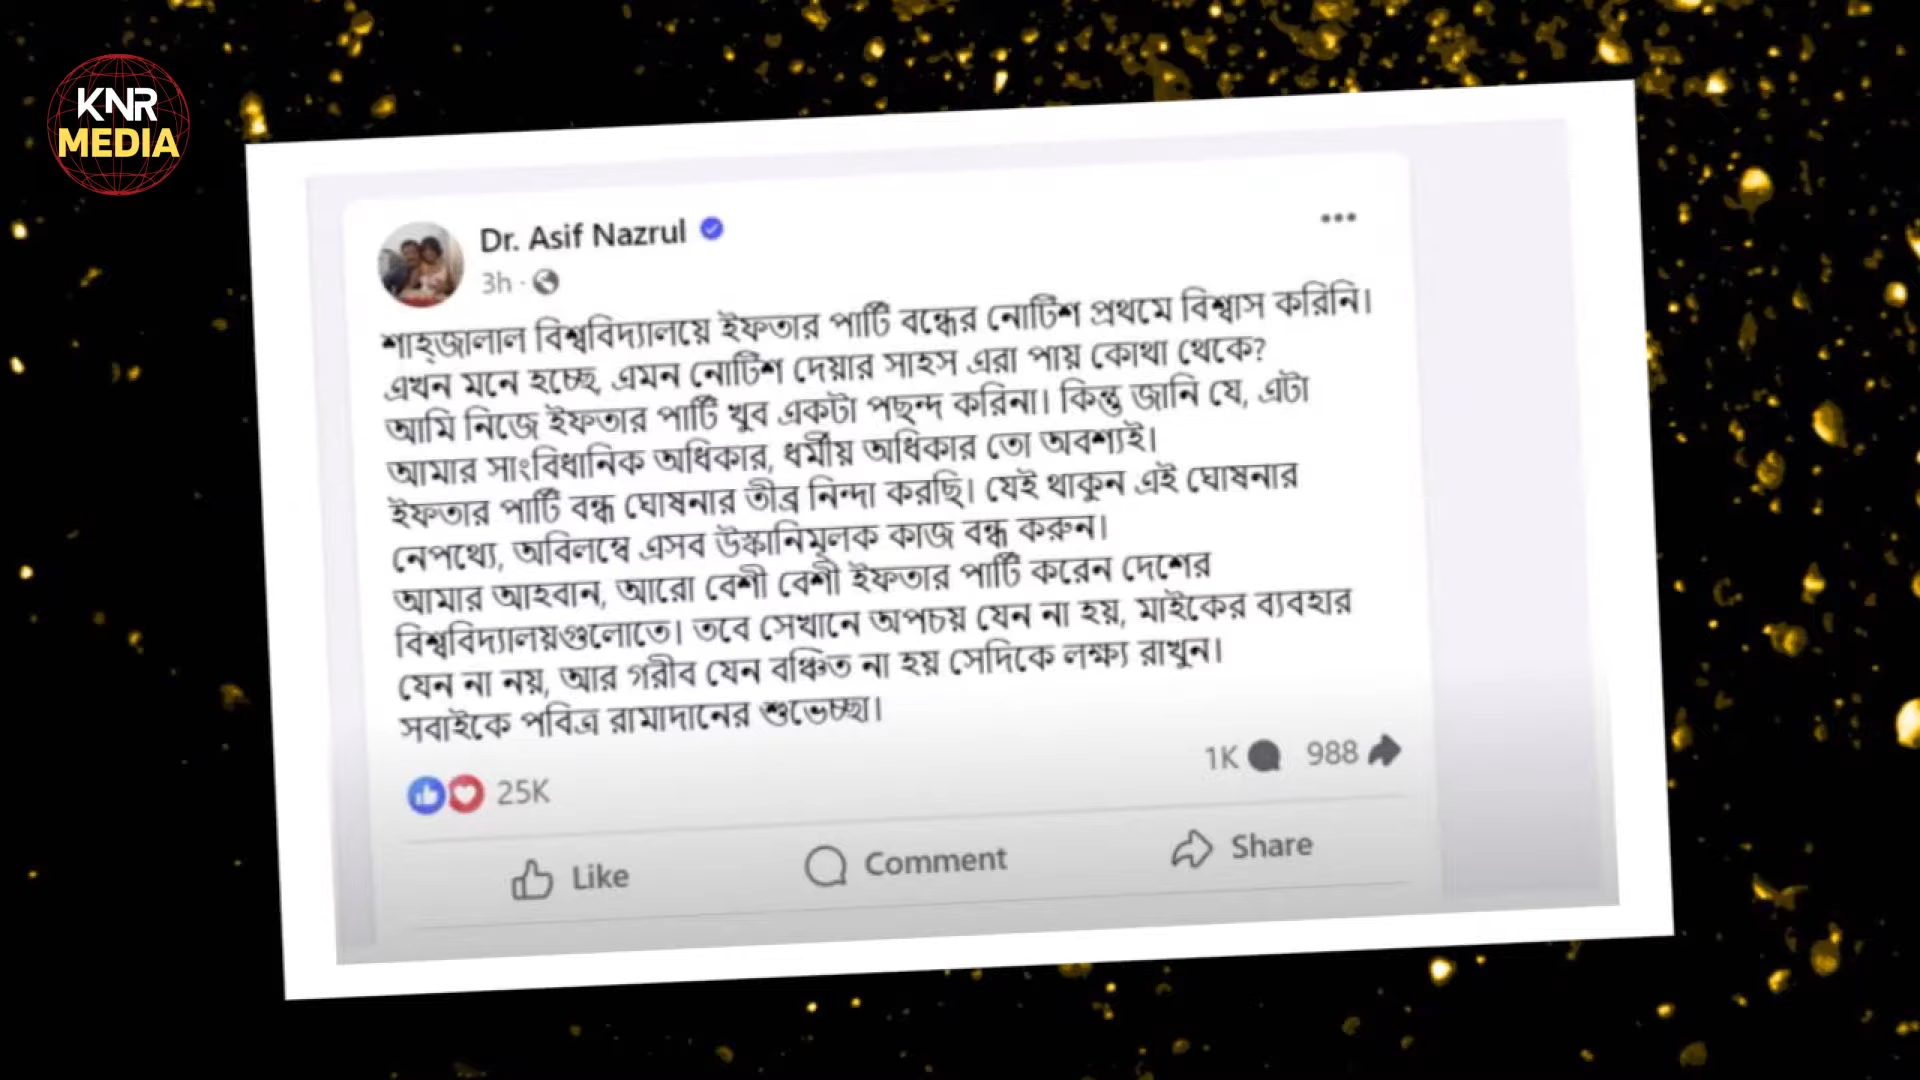 KNR
MEDIA
Dr. Asif Nazrul
3h ·
শাহ্জালাল বিশ্ববিদ্যালয়ে ইফতার পার্টি বন্ধের নোটিশ প্রথমে বিশ্বাস করিনি।
এখন মনে হচ্ছে, এমন নোটিশ দেয়ার সাহস এরা পায় কোথা থেকে?
আমি নিজে ইফতার পার্টি খুব একটা পছন্দ করিনা। কিন্তু জানি যে, এটা
আমার সাংবিধানিক অধিকার, ধর্মীয় অধিকার তো অবশ্যই।
ইফতার পার্টি বন্ধ ঘোষনার তীব্র নিন্দা করছি। যেই থাকুন এই ঘোষনার
নেপথ্যে, অবিলম্বে এসব উস্কানিমূলক কাজ বন্ধ করুন।
আমার আহবান, আরো বেশী বেশী ইফতার পার্টি করেন দেশের
বিশ্ববিদ্যালয়গুলোতে। তবে সেখানে অপচয় যেন না হয়, মাইকের ব্যবহার
যেন না নয়, আর গরীব যেন বঞ্চিত না হয় সেদিকে লক্ষ্য রাখুন।
সবাইকে পবিত্র রামাদানের শুভেচ্ছা।
25K 1K 988
Like Comment Share